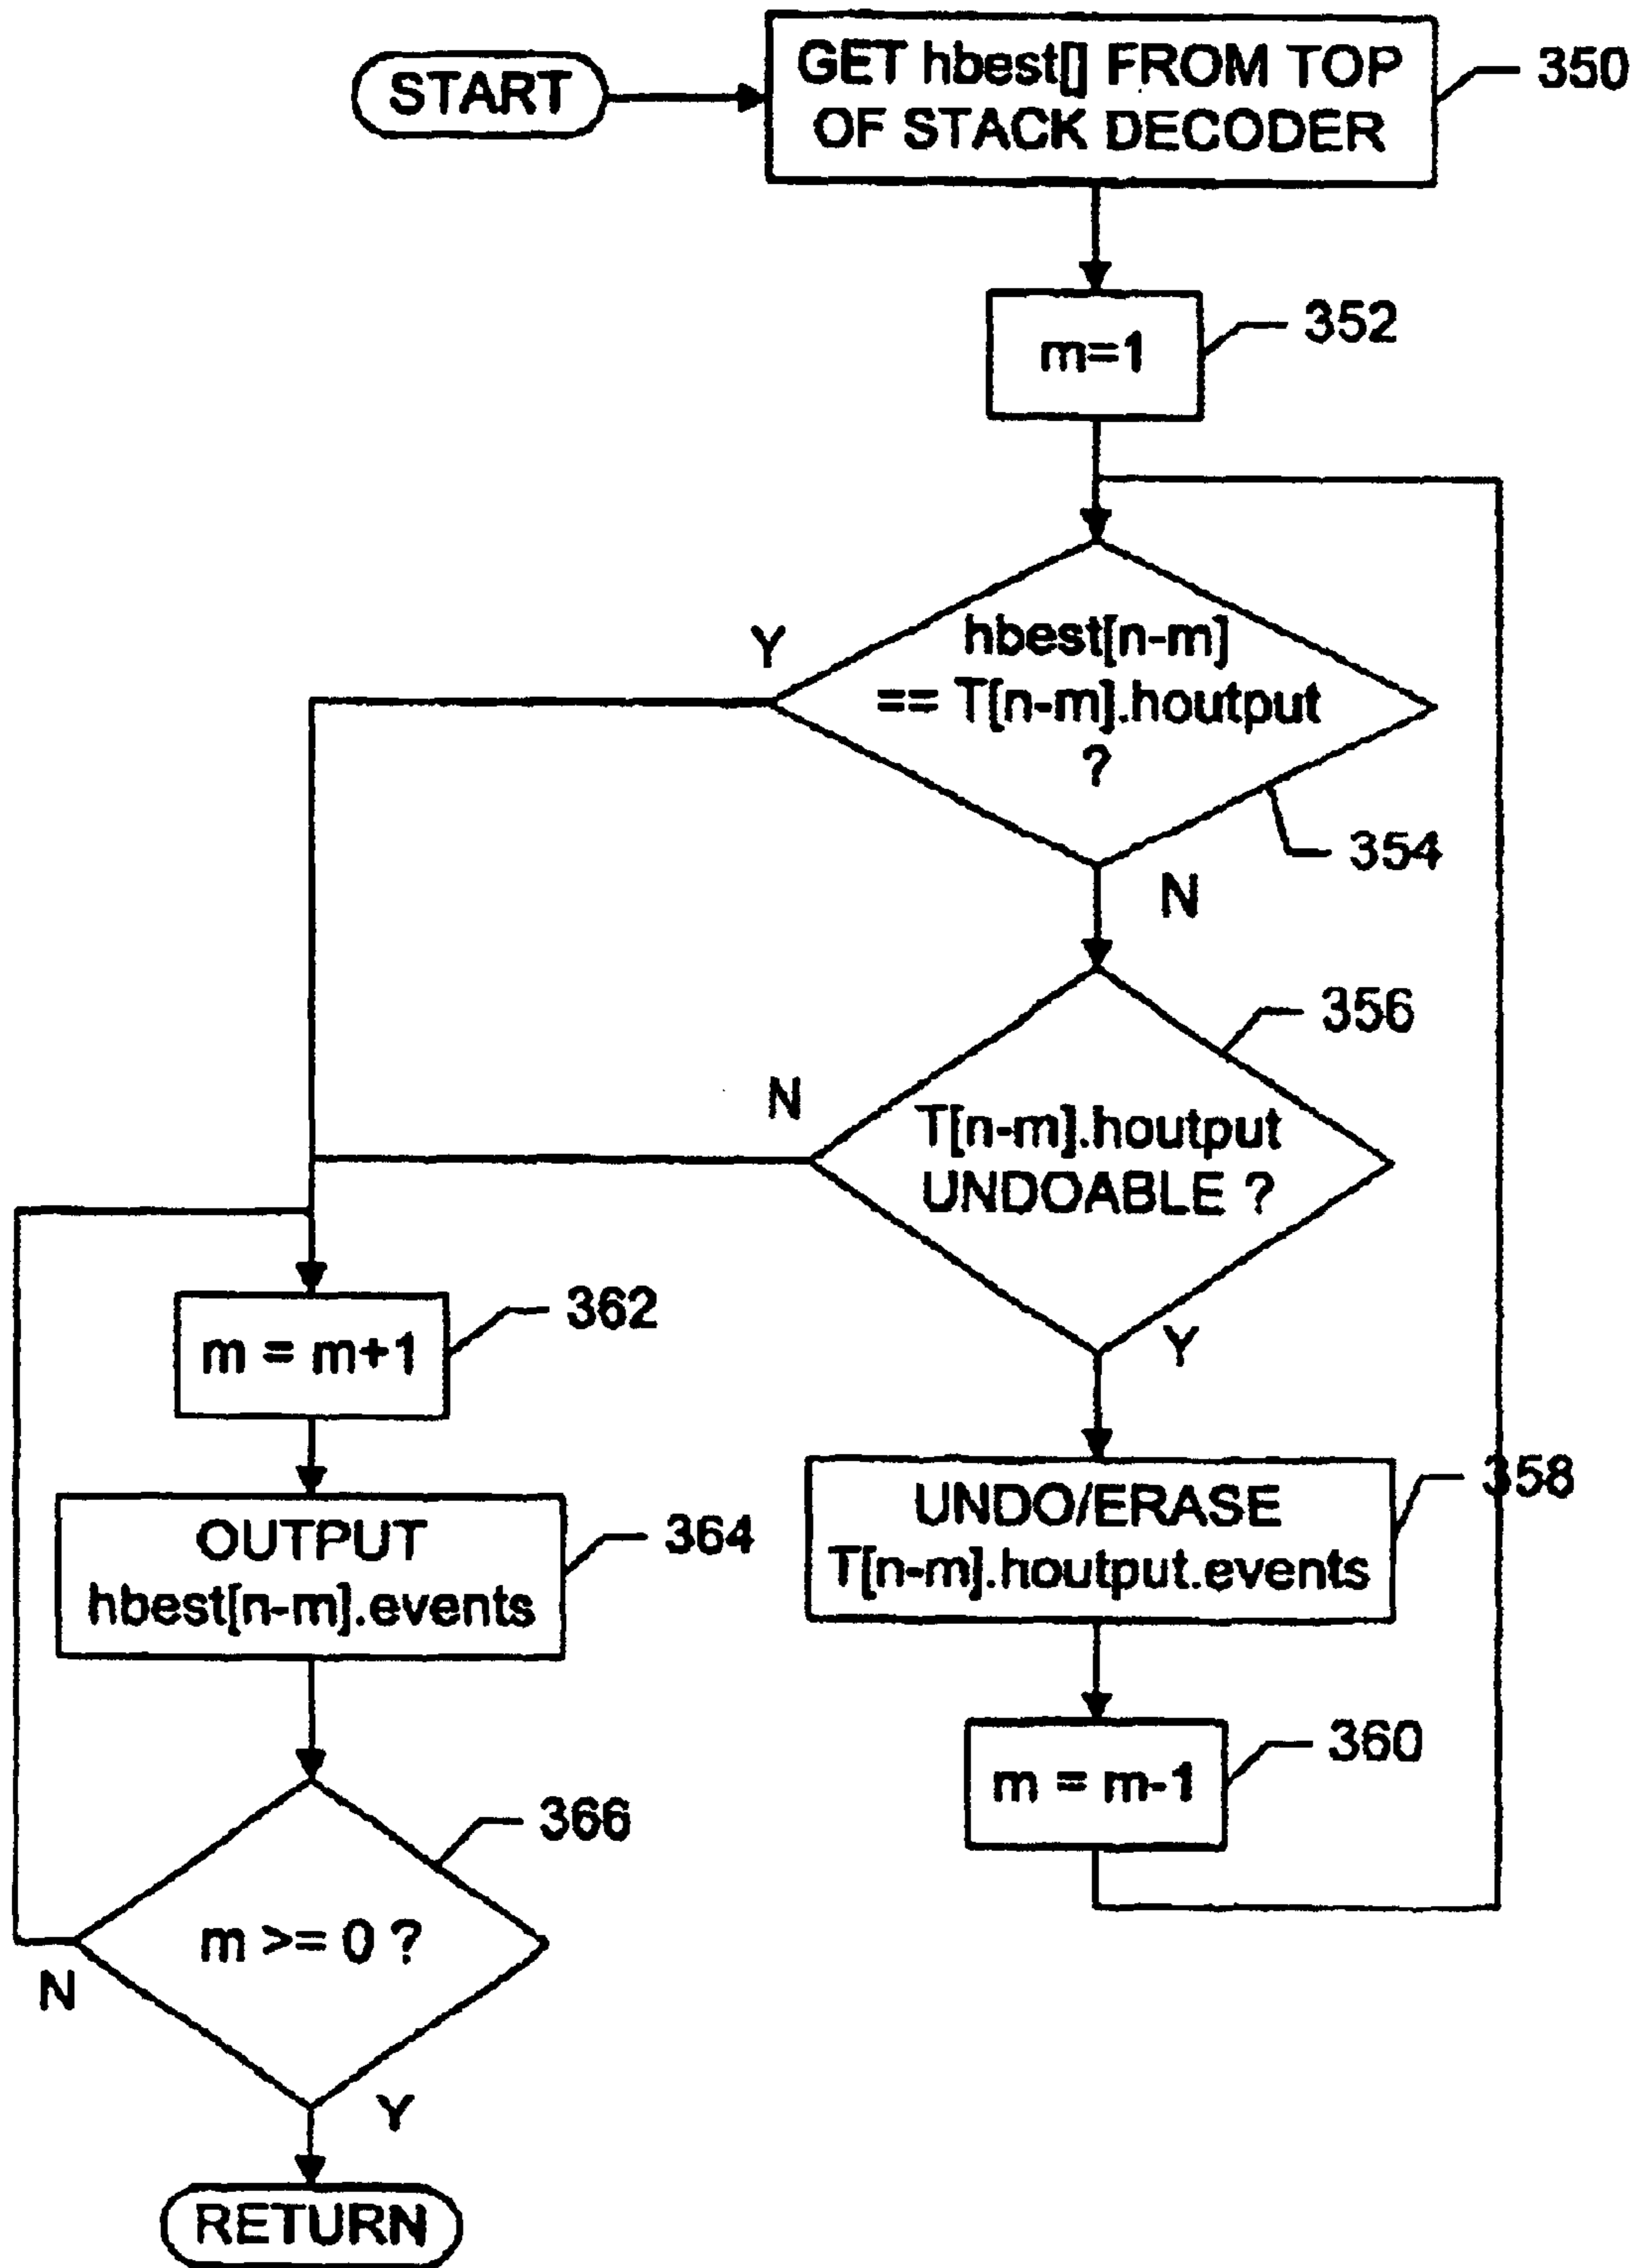 START
GET hbest[] FROM TOP
OF STACK DECODER
350
m=1
352
hbest[n-m]
== T[n-m].houtput
?
Y
354
N
356
T[n-m].houtput
UNDOABLE ?
N
Y
362
m = m+1
OUTPUT
hbest[n-m].events
364
UNDO/ERASE
T[n-m].houtput.events
358
m = m-1
360
366
m >= 0 ?
N
Y
RETURN